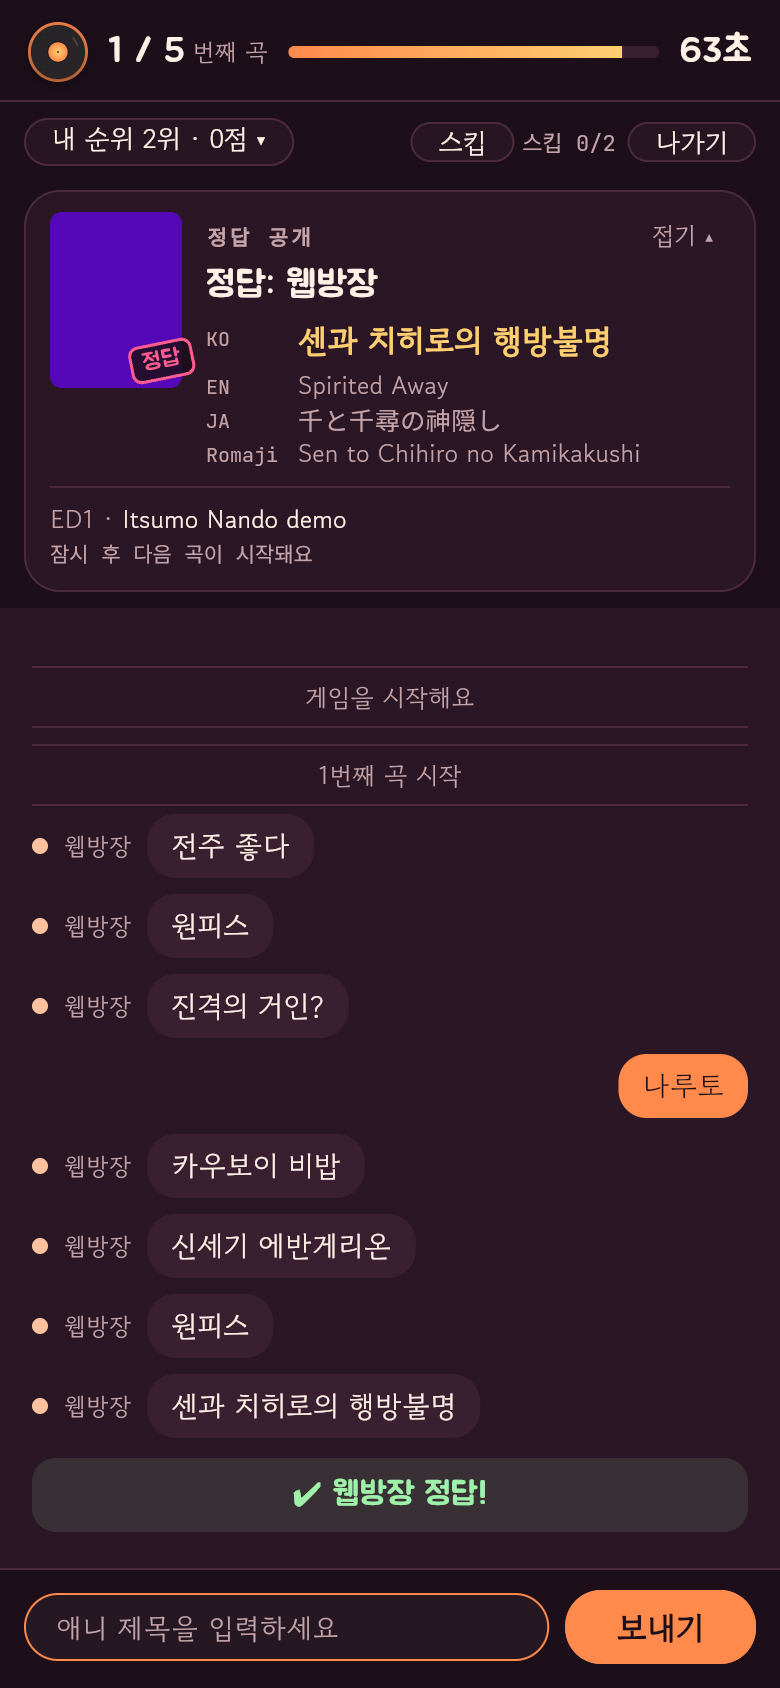 1 / 5 번째 곡 63초
내 순위 2위 · 0점 ▾ 스킵 스킵 0/2 나가기
정답 공개 접기 ▴
정답: 웹방장
정답
KO 센과 치히로의 행방불명
EN Spirited Away
JA 千と千尋の神隠し
Romaji Sen to Chihiro no Kamikakushi
ED1 · Itsumo Nando demo
잠시 후 다음 곡이 시작돼요
게임을 시작해요
1번째 곡 시작
웹방장 전주 좋다
웹방장 원피스
웹방장 진격의 거인?
나루토
웹방장 카우보이 비밥
웹방장 신세기 에반게리온
웹방장 원피스
웹방장 센과 치히로의 행방불명
✔ 웹방장 정답!
애니 제목을 입력하세요 보내기